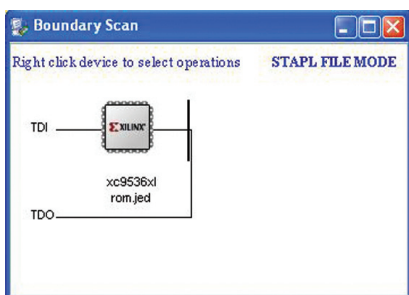 Boundary Scan
Right click device to select operations STAPL FILE MODE
TDI
XILINX
xc9536xl
rom.jed
TDO